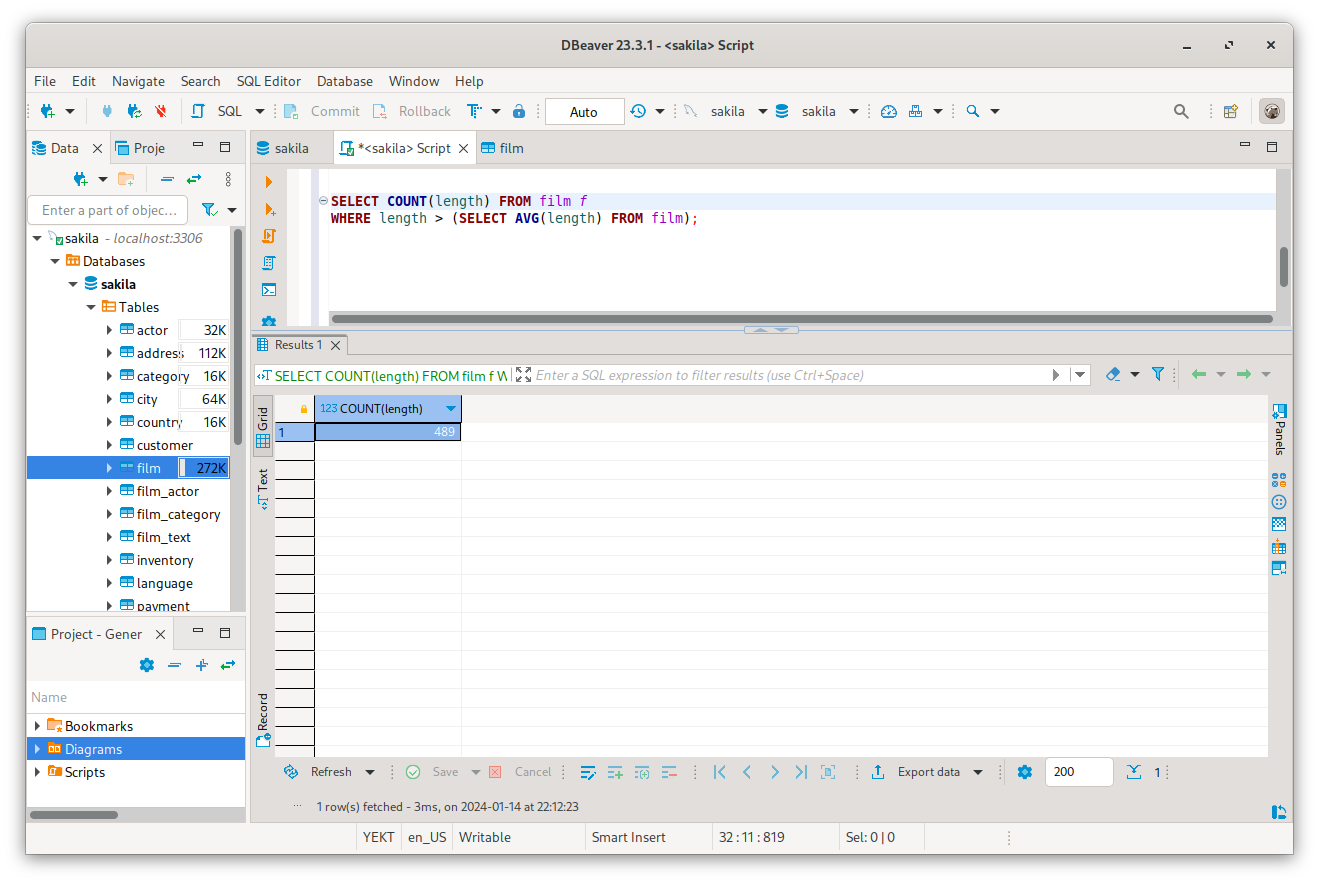 DBeaver 23.3.1 - <sakila> Script
File Edit Navigate Search SQL Editor Database Window Help
SQL Commit Rollback Auto sakila sakila
Data Proje
sakila *<sakila> Script film
Enter a part of objec...
sakila - localhost:3306
Databases
sakila
Tables
actor 32K
address 112K
category 16K
city 64K
country 16K
customer
film 272K
film_actor
film_category
film_text
inventory
language
payment
SELECT COUNT(length) FROM film f
WHERE length > (SELECT AVG(length) FROM film);
Results 1
SELECT COUNT(length) FROM film f W Enter a SQL expression to filter results (use Ctrl+Space)
Grid
Text
Record
123 COUNT(length)
1 489
Panels
Project - Gener
Name
Bookmarks
Diagrams
Scripts
Refresh Save Cancel Export data 200 1
1 row(s) fetched - 3ms, on 2024-01-14 at 22:12:23
YEKT en_US Writable Smart Insert 32 : 11 : 819 Sel: 0 | 0